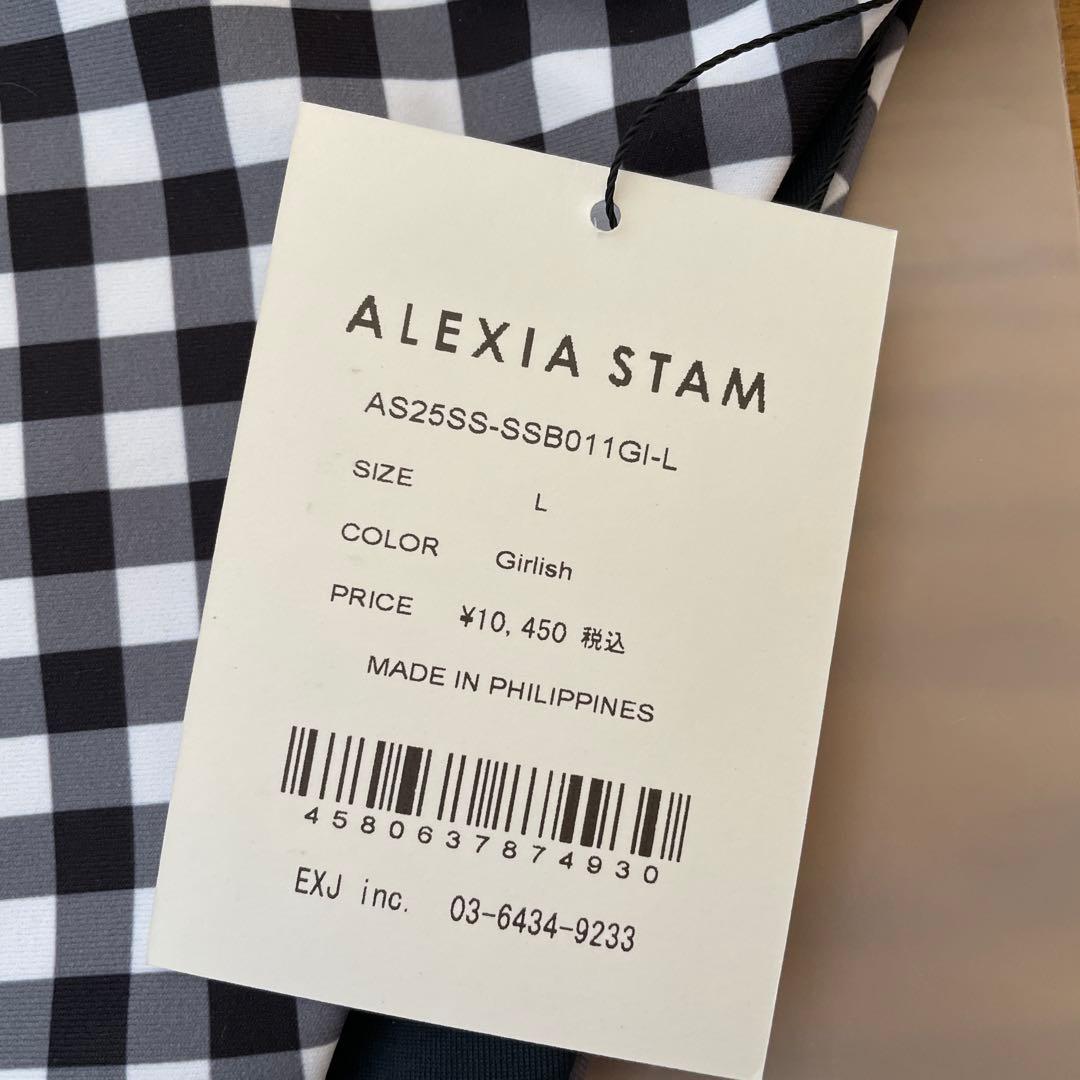 ALEXIA STAM
AS25SS-SSB011GI-L
SIZE L
COLOR Girlish
PRICE ¥10,450 税込
MADE IN PHILIPPINES
4580637874930
EXJ inc. 03-6434-9233